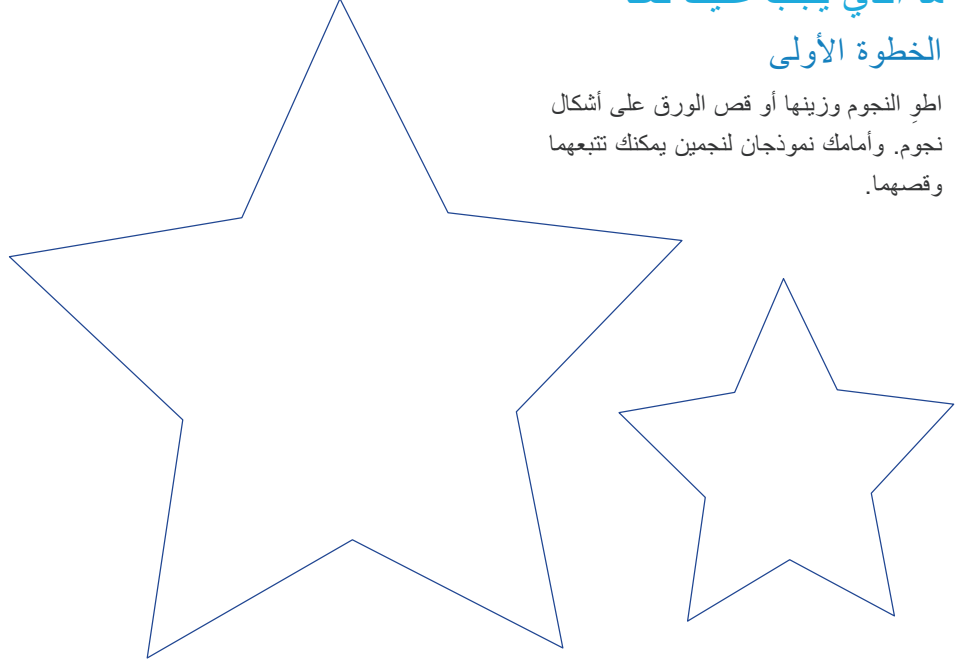 الخطوة الأولى
اطوِ النجوم وزينها أو قص الورق على أشكال
نجوم. وأمامك نموذجان لنجمين يمكنك تتبعهما
وقصهما.